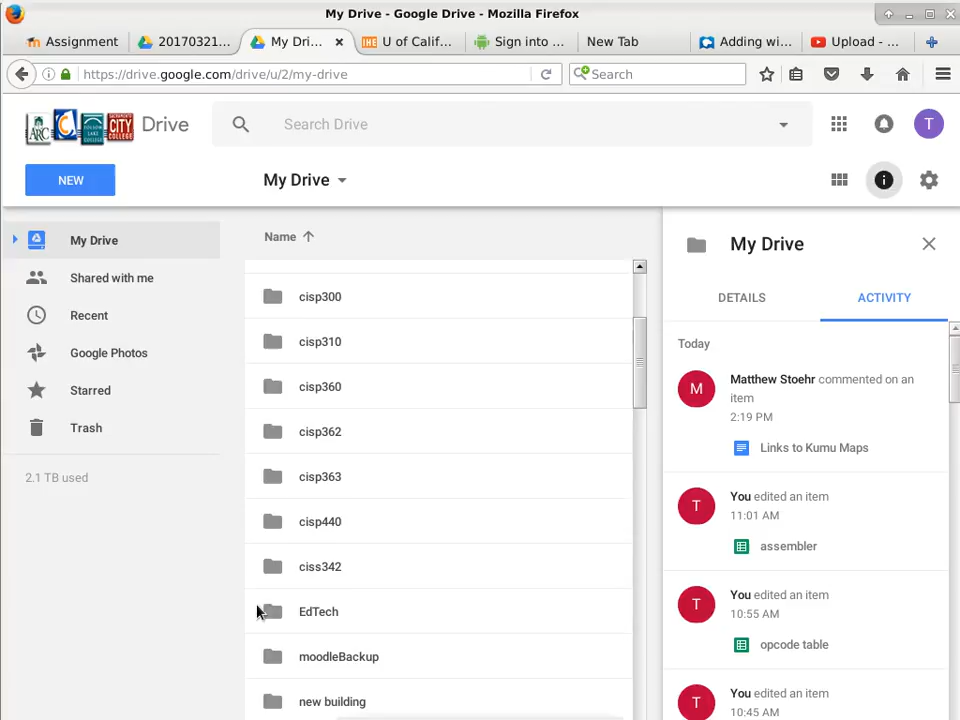 My Drive - Google Drive - Mozilla Firefox
Assignment
20170321...
My Dri...
U of Calif...
Sign into ...
New Tab
Adding wi...
Upload - ...
https://drive.google.com/drive/u/2/my-drive
Search
ARC
CITY
Drive
Search Drive
T
NEW
My Drive
My Drive
Shared with me
Recent
Google Photos
Starred
Trash
2.1 TB used
Name
cisp300
cisp310
cisp360
cisp362
cisp363
cisp440
ciss342
EdTech
moodleBackup
new building
My Drive
DETAILS
ACTIVITY
Today
M
Matthew Stoehr commented on an
item
2:19 PM
Links to Kumu Maps
T
You edited an item
11:01 AM
assembler
T
You edited an item
10:55 AM
opcode table
T
You edited an item
10:45 AM